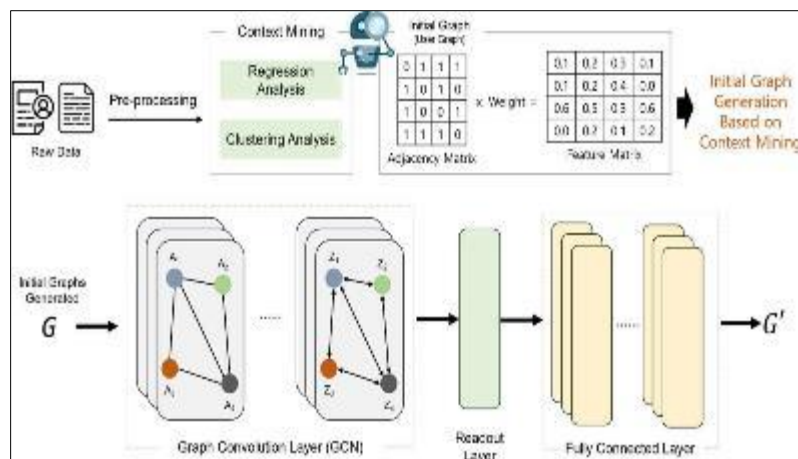 Context Mining
Initial Graph
(User Graph)
Regression
Analysis
Clustering Analysis
Pre-processing
Raw Data
0 1 1 1
1 0 1 0
1 0 0 1
1 1 1 0
Adjacency Matrix
x Weight =
0.1 0.2 0.3 0.1
0.1 0.2 0.4 0.0
0.6 0.5 0.3 0.6
0.0 0.2 0.1 0.2
Feature Matrix
Initial Graph
Generation
Based on
Context Mining
Initial Graphs
Generated
G
......
Graph Convolution Layer (GCN)
Readout
Layer
......
Fully Connected Layer
G'